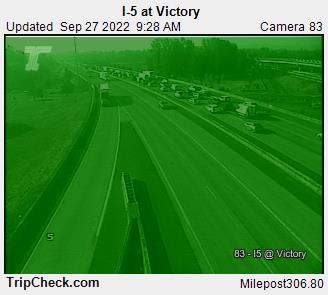 I-5 at Victory
Updated Sep 27 2022 9:28 AM Camera 83
T
S
83 - I5 @ Victory
TripCheck.com Milepost306.80